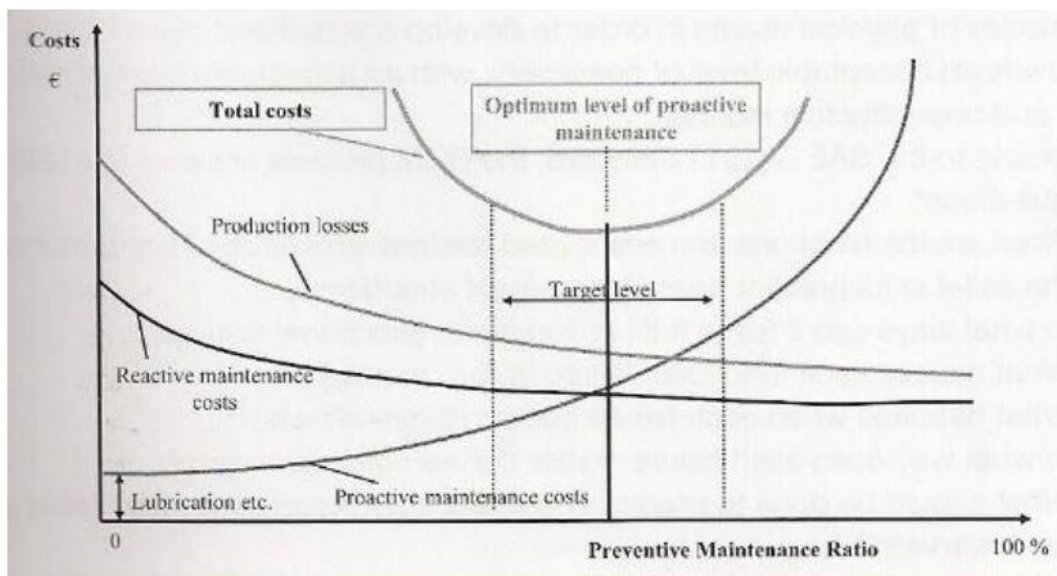 Costs
€
Total costs
Optimum level of proactive
maintenance
Production losses
Target level
Reactive maintenance
costs
Proactive maintenance costs
Lubrication etc.
0
Preventive Maintenance Ratio
100 %